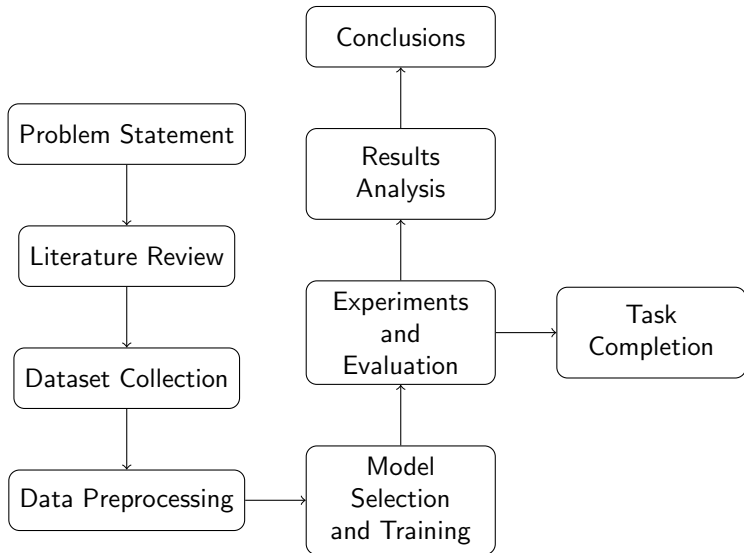 Problem Statement
Literature Review
Dataset Collection
Data Preprocessing
Model
Selection
and Training
Experiments
and
Evaluation
Results
Analysis
Conclusions
Task
Completion